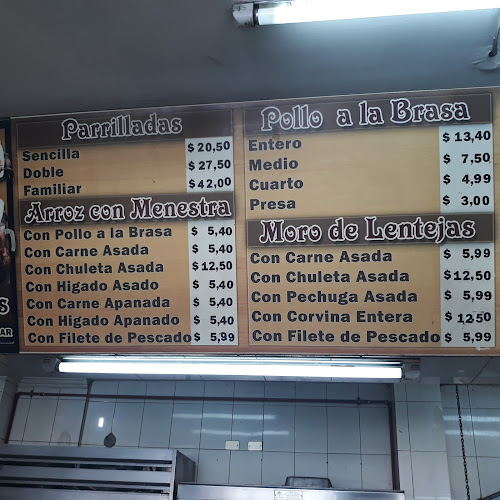 Parrilladas
Sencilla $ 20,50
Doble $ 27,50
Familiar $ 42,00
Arroz con Menestra
Con Pollo a la Brasa $ 5,40
Con Carne Asada $ 5,40
Con Chuleta Asada $ 12,50
Con Higado Asado $ 5,40
Con Carne Apanada $ 5,40
Con Higado Apanado $ 5,40
Con Filete de Pescado $ 5,99
Pollo a la Brasa
Entero $ 13,40
Medio $ 7,50
Cuarto $ 4,99
Presa $ 3,00
Moro de Lentejas
Con Carne Asada $ 5,99
Con Chuleta Asada $ 12,50
Con Pechuga Asada $ 5,99
Con Corvina Entera $ 12,50
Con Filete de Pescado $ 5,99